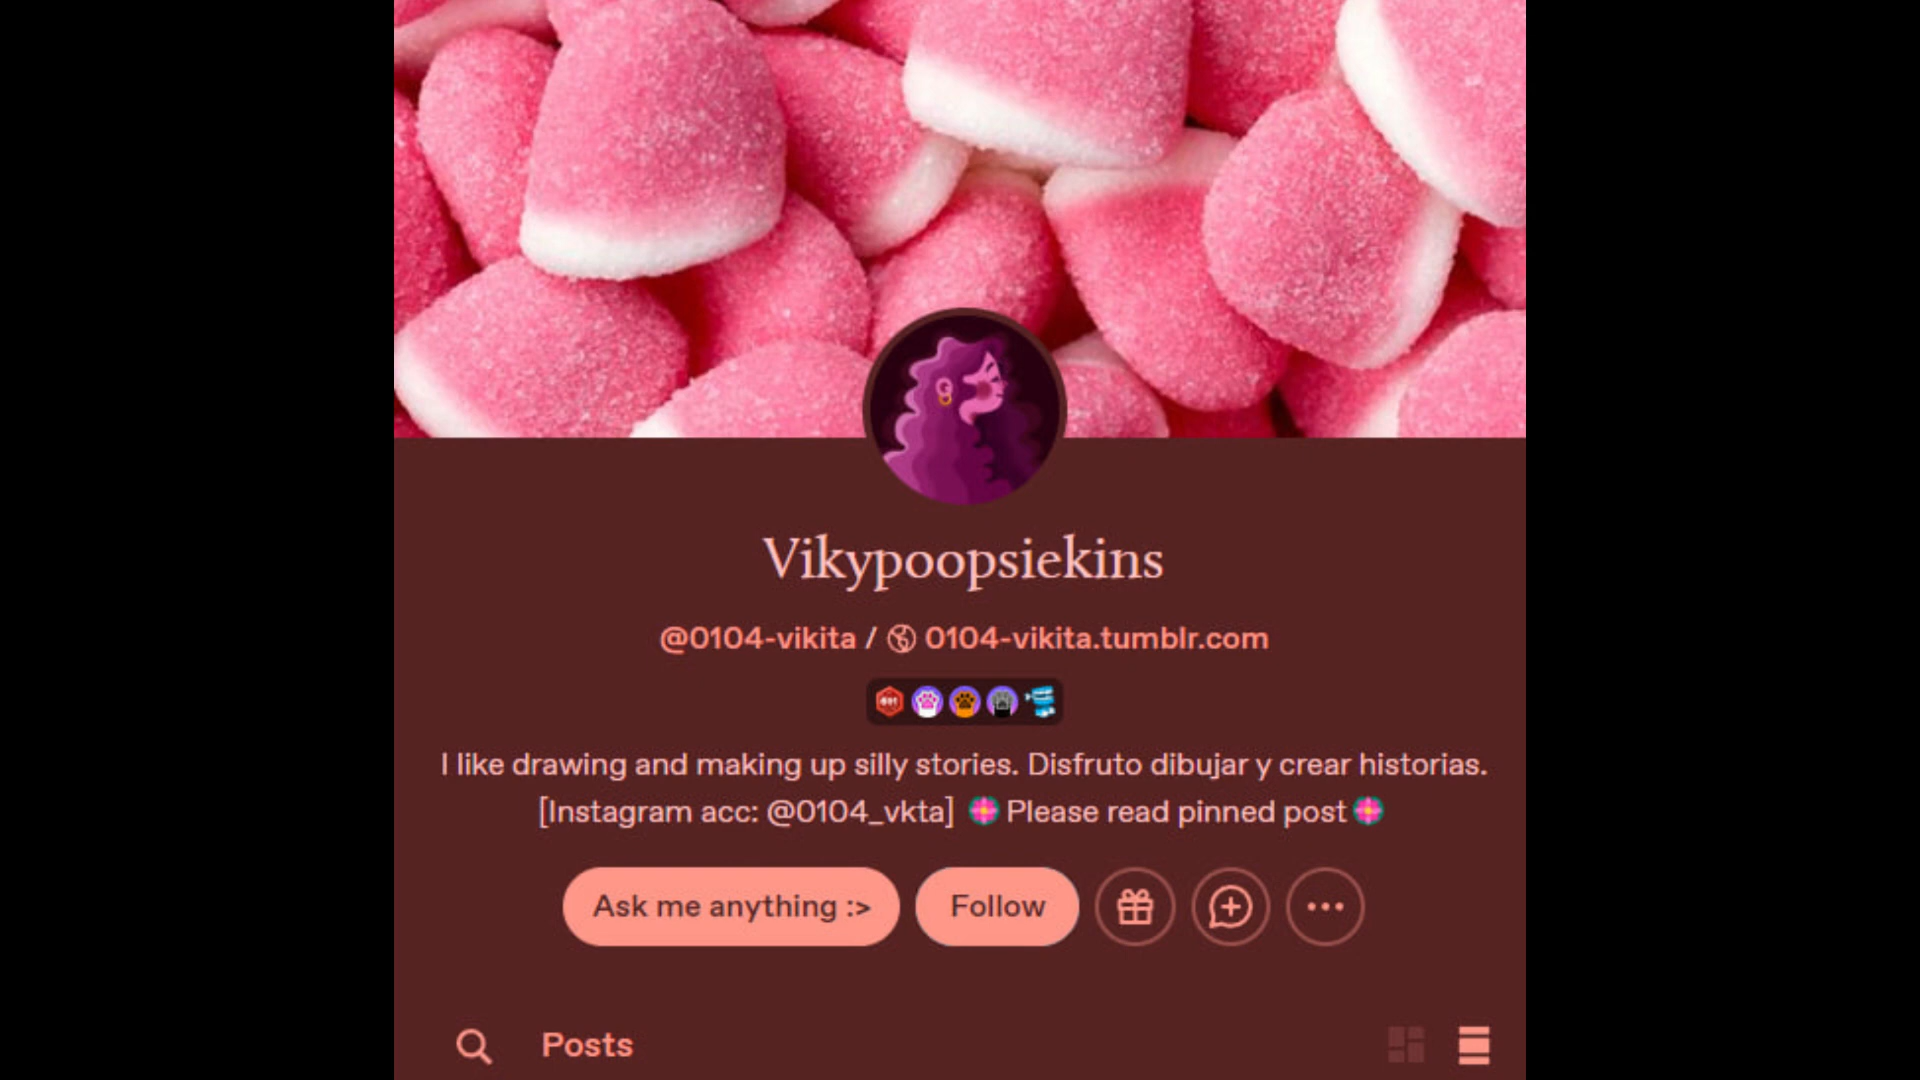 Vikypoopsiekins
@0104-vikita / 0104-vikita.tumblr.com
I like drawing and making up silly stories. Disfruto dibujar y crear historias.
[Instagram acc: @0104_vkta] 🌸Please read pinned post🌸
Ask me anything :> Follow
Posts